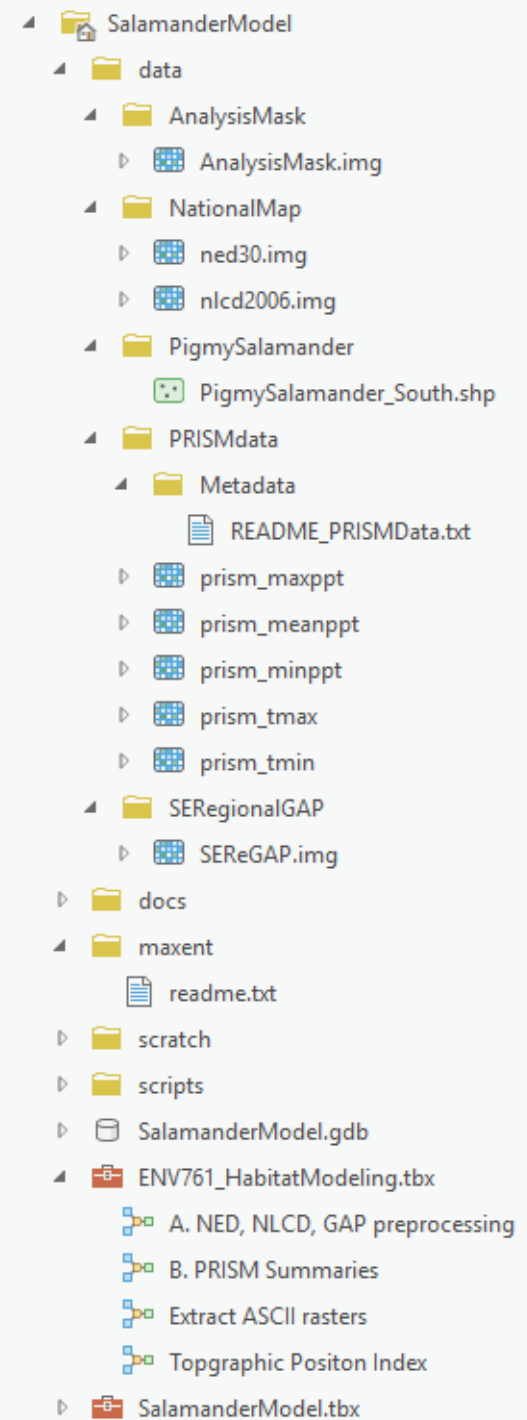 SalamanderModel
data
AnalysisMask
AnalysisMask.img
NationalMap
ned30.img
nlcd2006.img
PigmySalamander
PigmySalamander_South.shp
PRISMdata
Metadata
README_PRISMData.txt
prism_maxppt
prism_meanppt
prism_minppt
prism_tmax
prism_tmin
SERegionalGAP
SEReGAP.img
docs
maxent
readme.txt
scratch
scripts
SalamanderModel.gdb
ENV761_HabitatModeling.tbx
A. NED, NLCD, GAP preprocessing
B. PRISM Summaries
Extract ASCII rasters
Topgraphic Positon Index
SalamanderModel.tbx